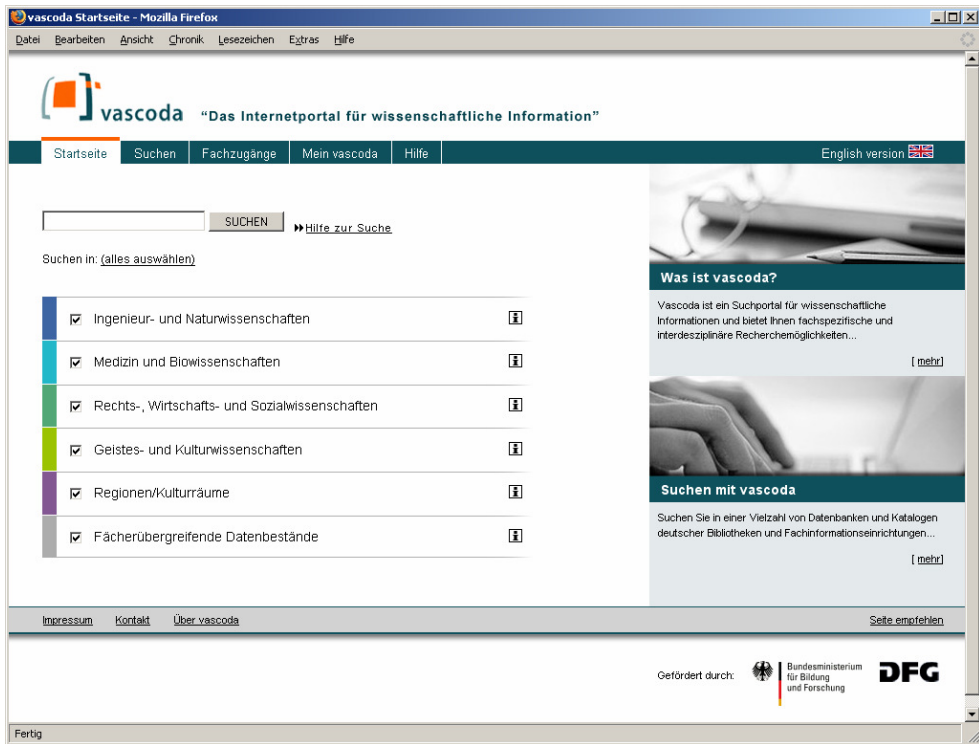 vascoda Startseite - Mozilla Firefox
Datei Bearbeiten Ansicht Chronik Lesezeichen Extras Hilfe
vascoda “Das Internetportal für wissenschaftliche Information”
Startseite Suchen Fachzugänge Mein vascoda Hilfe English version
SUCHEN Hilfe zur Suche
Suchen in: (alles auswählen)
Ingenieur- und Naturwissenschaften
Medizin und Biowissenschaften
Rechts-, Wirtschafts- und Sozialwissenschaften
Geistes- und Kulturwissenschaften
Regionen/Kulturräume
Fächerübergreifende Datenbestände
Was ist vascoda?
Vascoda ist ein Suchportal für wissenschaftliche
Informationen und bietet Ihnen fachspezifische und
interdesziplinäre Recherchemöglichkeiten...
[ mehr]
Suchen mit vascoda
Suchen Sie in einer Vielzahl von Datenbanken und Katalogen
deutscher Bibliotheken und Fachinformationseinrichtungen...
[ mehr]
Impressum Kontakt Über vascoda Seite empfehlen
Gefördert durch:
Bundesministerium
für Bildung
und Forschung
DFG
Fertig